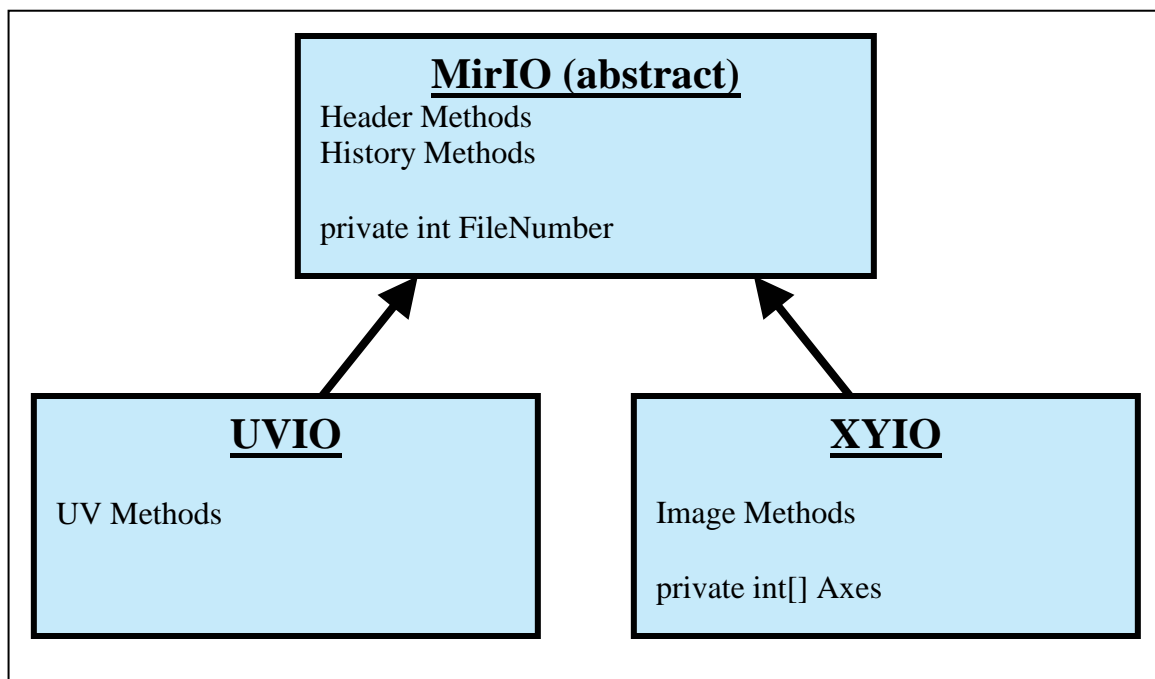 MirIO (abstract)
Header Methods
History Methods
private int FileNumber
UVIO
UV Methods
XYIO
Image Methods
private int[] Axes